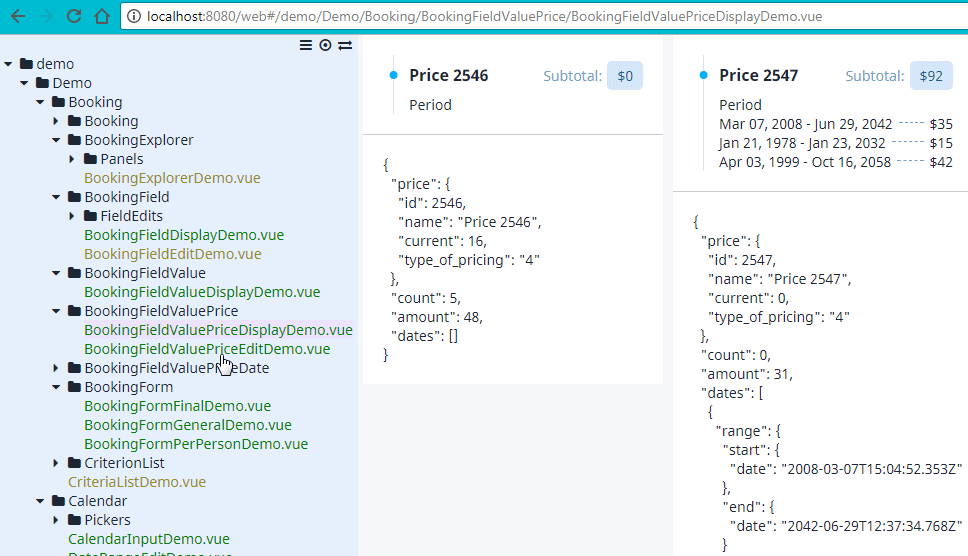 localhost:8080/web#/demo/Demo/Booking/BookingFieldValuePrice/BookingFieldValuePriceDisplayDemo.vue
demo
Demo
Booking
Booking
BookingExplorer
Panels
BookingExplorerDemo.vue
BookingField
FieldEdits
BookingFieldDisplayDemo.vue
BookingFieldEditDemo.vue
BookingFieldValue
BookingFieldValueDisplayDemo.vue
BookingFieldValuePrice
BookingFieldValuePriceDisplayDemo.vue
BookingFieldValuePriceEditDemo.vue
BookingFieldValuePriceDate
BookingForm
BookingFormFinalDemo.vue
BookingFormGeneralDemo.vue
BookingFormPerPersonDemo.vue
CriterionList
CriteriaListDemo.vue
Calendar
Pickers
CalendarInputDemo.vue
DateRangeEditDemo.vue
Price 2546 Subtotal: $0
Period
{
"price": {
"id": 2546,
"name": "Price 2546",
"current": 16,
"type_of_pricing": "4"
},
"count": 5,
"amount": 48,
"dates": []
}
Price 2547 Subtotal: $92
Period
Mar 07, 2008 - Jun 29, 2042 ----- $35
Jan 21, 1978 - Jan 23, 2032 ----- $15
Apr 03, 1999 - Oct 16, 2058 ----- $42
{
"price": {
"id": 2547,
"name": "Price 2547",
"current": 0,
"type_of_pricing": "4"
},
"count": 0,
"amount": 31,
"dates": [
{
"range": {
"start": {
"date": "2008-03-07T15:04:52.353Z"
},
"end": {
"date": "2042-06-29T12:37:34.768Z"
}